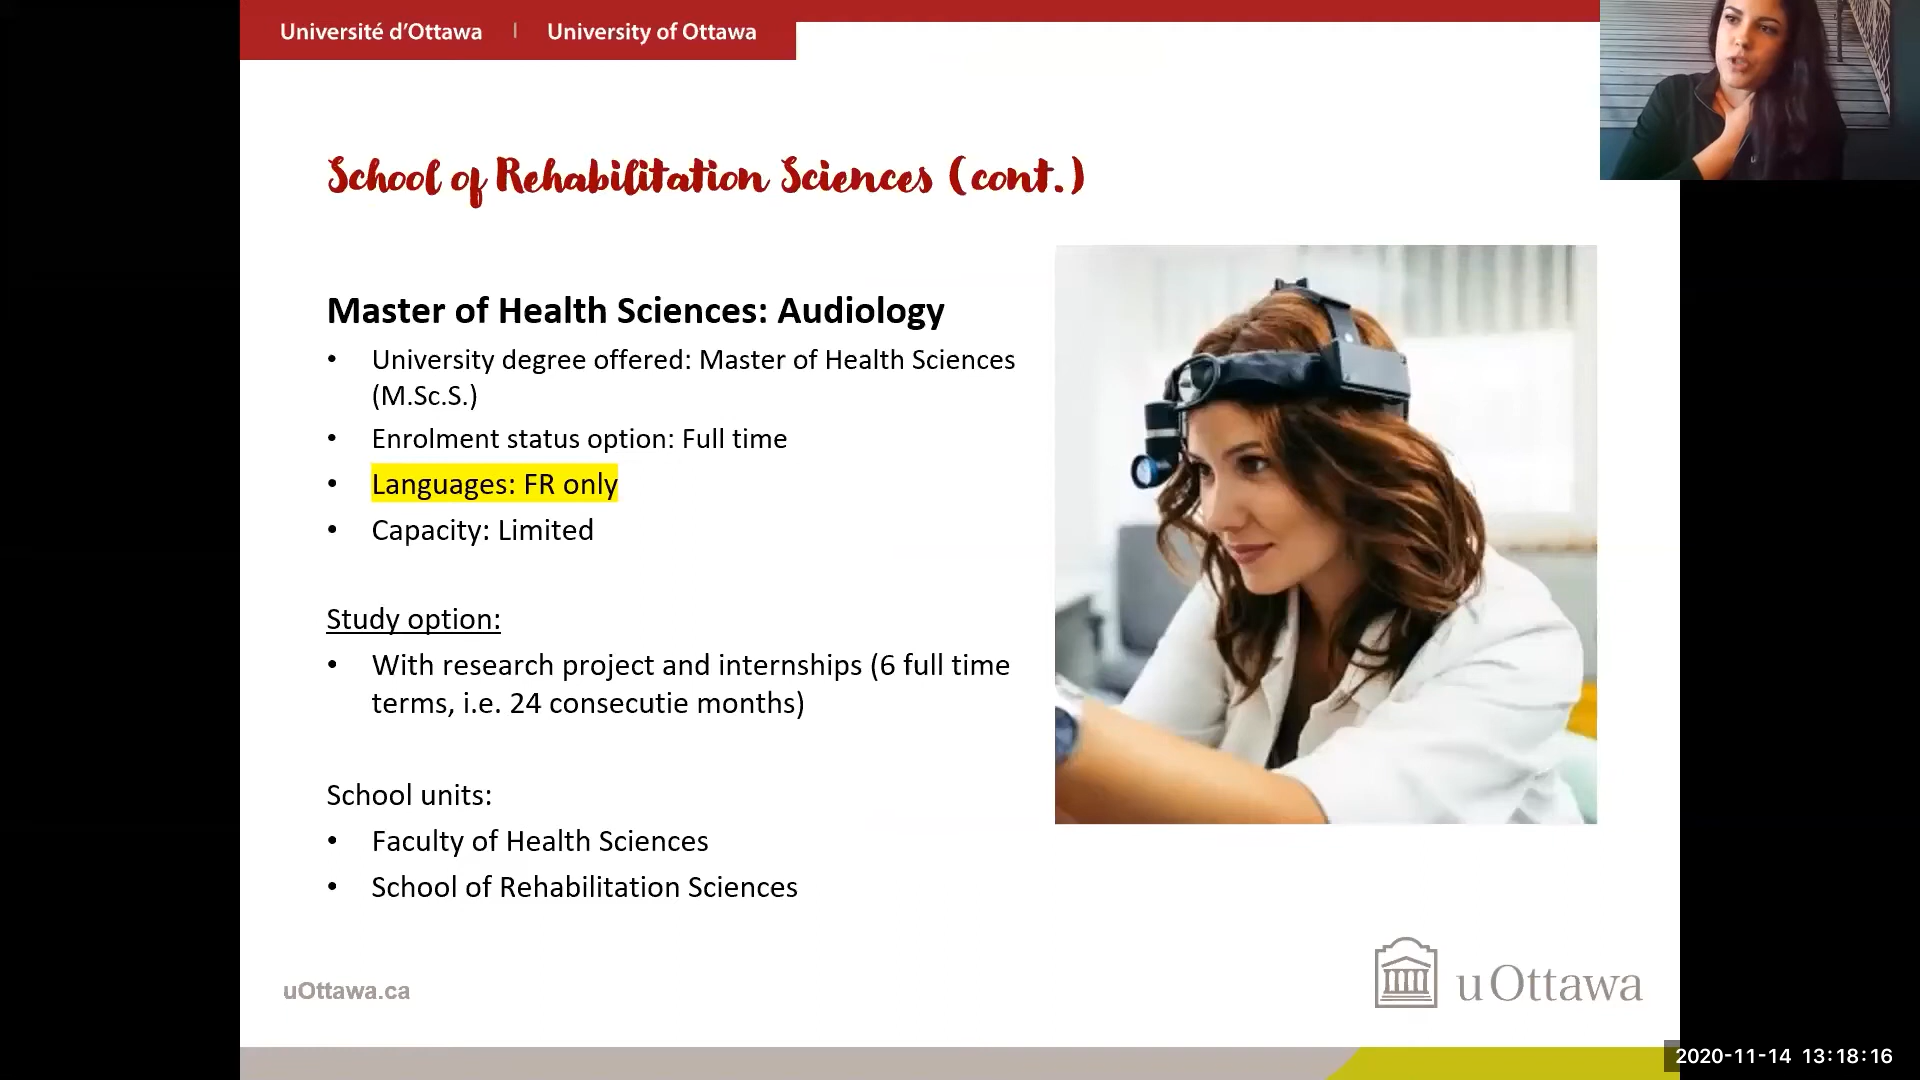 Université d'Ottawa | University of Ottawa
School of Rehabilitation Sciences (cont.)
Master of Health Sciences: Audiology
• University degree offered: Master of Health Sciences
(M.Sc.S.)
• Enrolment status option: Full time
• Languages: FR only
• Capacity: Limited
Study option:
• With research project and internships (6 full time
terms, i.e. 24 consecutie months)
School units:
• Faculty of Health Sciences
• School of Rehabilitation Sciences
uOttawa.ca
uOttawa
2020-11-14 13:18:16